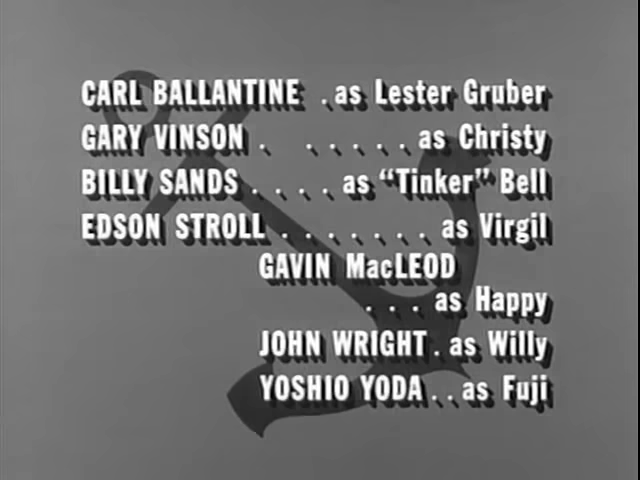 CARL BALLANTINE . as Lester Gruber
GARY VINSON . . . . . . as Christy
BILLY SANDS . . . . as "Tinker" Bell
EDSON STROLL . . . . . . . as Virgil
GAVIN MacLEOD
. . . as Happy
JOHN WRIGHT . as Willy
YOSHIO YODA . . as Fuji